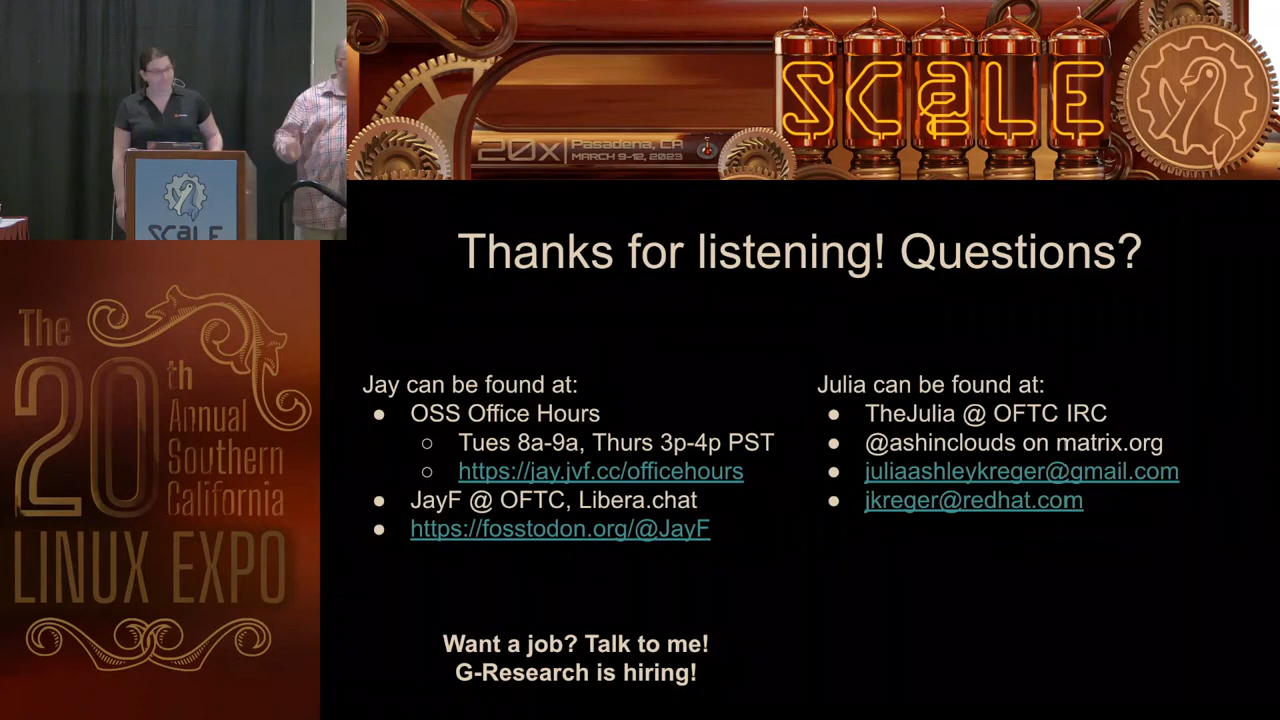 SCALE
20x
Pasadena, CA
MARCH 9-12, 2023
SCALE
The
20th
Annual
Southern
California
LINUX EXPO
Thanks for listening! Questions?
Jay can be found at:
● OSS Office Hours
○ Tues 8a-9a, Thurs 3p-4p PST
○ https://jay.jvf.cc/officehours
● JayF @ OFTC, Libera.chat
● https://fosstodon.org/@JayF
Want a job? Talk to me!
G-Research is hiring!
Julia can be found at:
● TheJulia @ OFTC IRC
● @ashinclouds on matrix.org
● juliaashleykreger@gmail.com
● jkreger@redhat.com